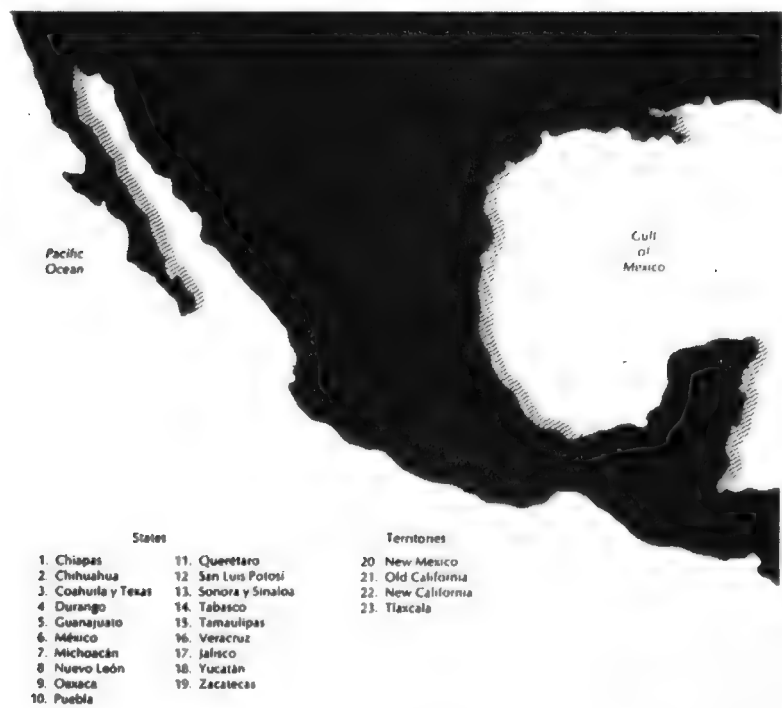 Pacific
Ocean
Gulf
of
Mexico
States
1. Chiapas
2. Chihuahua
3. Coahuila y Texas
4 Durango
5. Guanajuato
6. México
7. Michoacán
8 Nuevo León
9. Oaxaca
10. Puebla
11. Querétaro
12 San Luis Potosí
13. Sonora y Sinaloa
14. Tabasco
15. Tamaulipas
16. Veracruz
17. Jalisco
18. Yucatán
19. Zacatecas
Territories
20 New Mexico
21. Old California
22. New California
23. Tlaxcala